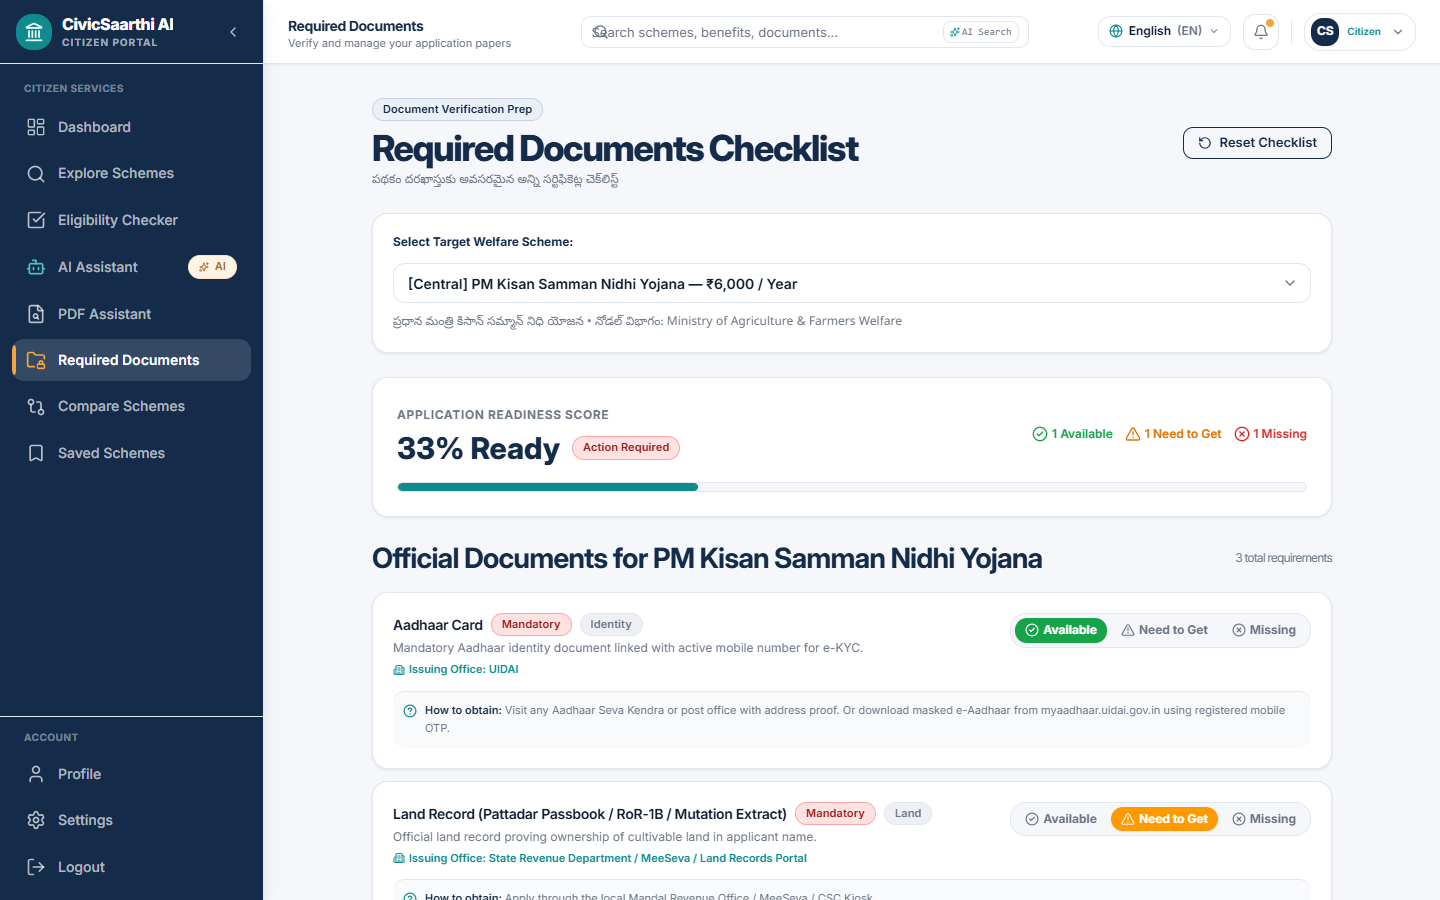 CivicSaarthi AI
CITIZEN PORTAL
Required Documents
Verify and manage your application papers
Search schemes, benefits, documents...
AI Search
English (EN)
CS
Citizen
CITIZEN SERVICES
Dashboard
Explore Schemes
Eligibility Checker
AI Assistant
AI
PDF Assistant
Required Documents
Compare Schemes
Saved Schemes
ACCOUNT
Profile
Settings
Logout
Document Verification Prep
Required Documents Checklist
పథకం దరఖాస్తుకు అవసరమైన అన్ని సర్టిఫికెట్ల చెక్‌లిస్ట్
Reset Checklist
Select Target Welfare Scheme:
[Central] PM Kisan Samman Nidhi Yojana — ₹6,000 / Year
ప్రధాన మంత్రి కిసాన్ సమ్మాన్ నిధి యోజన • నోడల్ విభాగం: Ministry of Agriculture & Farmers Welfare
APPLICATION READINESS SCORE
33% Ready
Action Required
1 Available
1 Need to Get
1 Missing
Official Documents for PM Kisan Samman Nidhi Yojana
3 total requirements
Aadhaar Card
Mandatory
Identity
Available
Need to Get
Missing
Mandatory Aadhaar identity document linked with active mobile number for e-KYC.
Issuing Office: UIDAI
How to obtain: Visit any Aadhaar Seva Kendra or post office with address proof. Or download masked e-Aadhaar from myaadhaar.uidai.gov.in using registered mobile
OTP.
Land Record (Pattadar Passbook / RoR-1B / Mutation Extract)
Mandatory
Land
Available
Need to Get
Missing
Official land record proving ownership of cultivable land in applicant name.
Issuing Office: State Revenue Department / MeeSeva / Land Records Portal
How to obtain: Apply through the local Mandal Revenue Office / MeeSeva / CSC Kiosk.